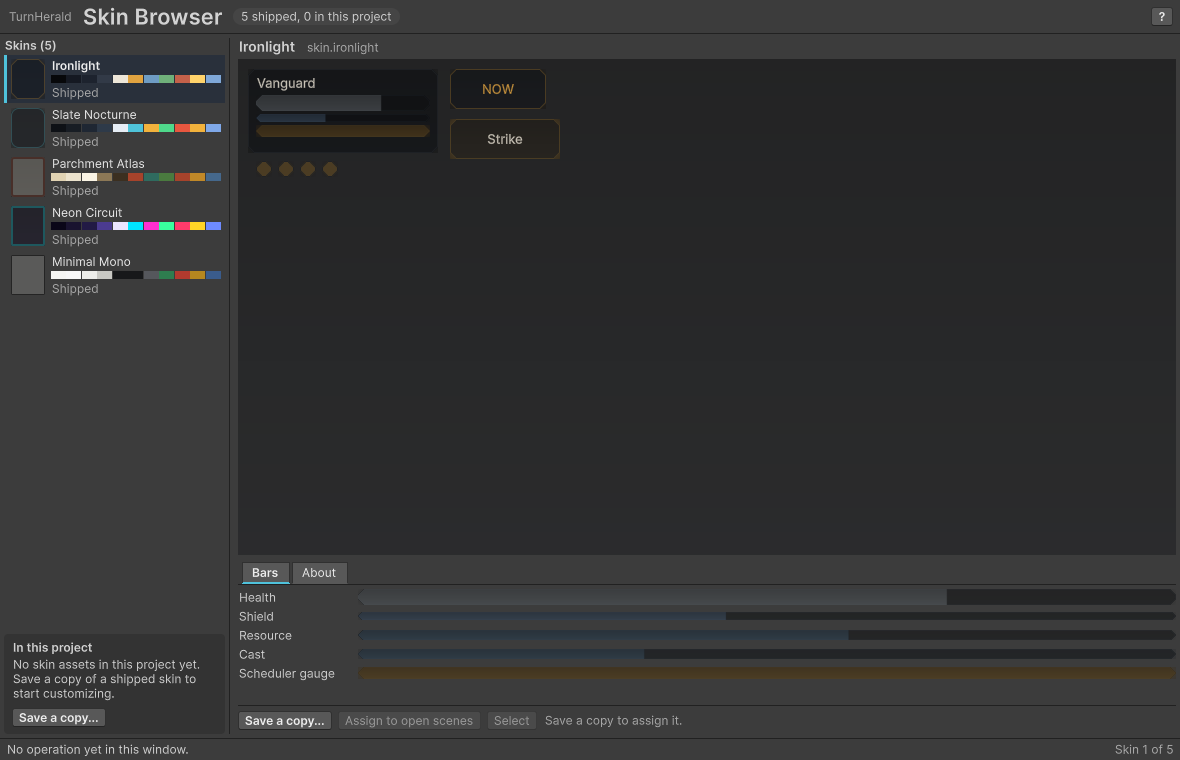 TurnHerald Skin Browser 5 shipped, 0 in this project ?
Skins (5)
Ironlight
Shipped
Slate Nocturne
Shipped
Parchment Atlas
Shipped
Neon Circuit
Shipped
Minimal Mono
Shipped
In this project
No skin assets in this project yet.
Save a copy of a shipped skin to
start customizing.
Save a copy...
Ironlight skin.ironlight
Vanguard
NOW
Strike
Bars About
Health
Shield
Resource
Cast
Scheduler gauge
Save a copy... Assign to open scenes Select Save a copy to assign it.
No operation yet in this window. Skin 1 of 5